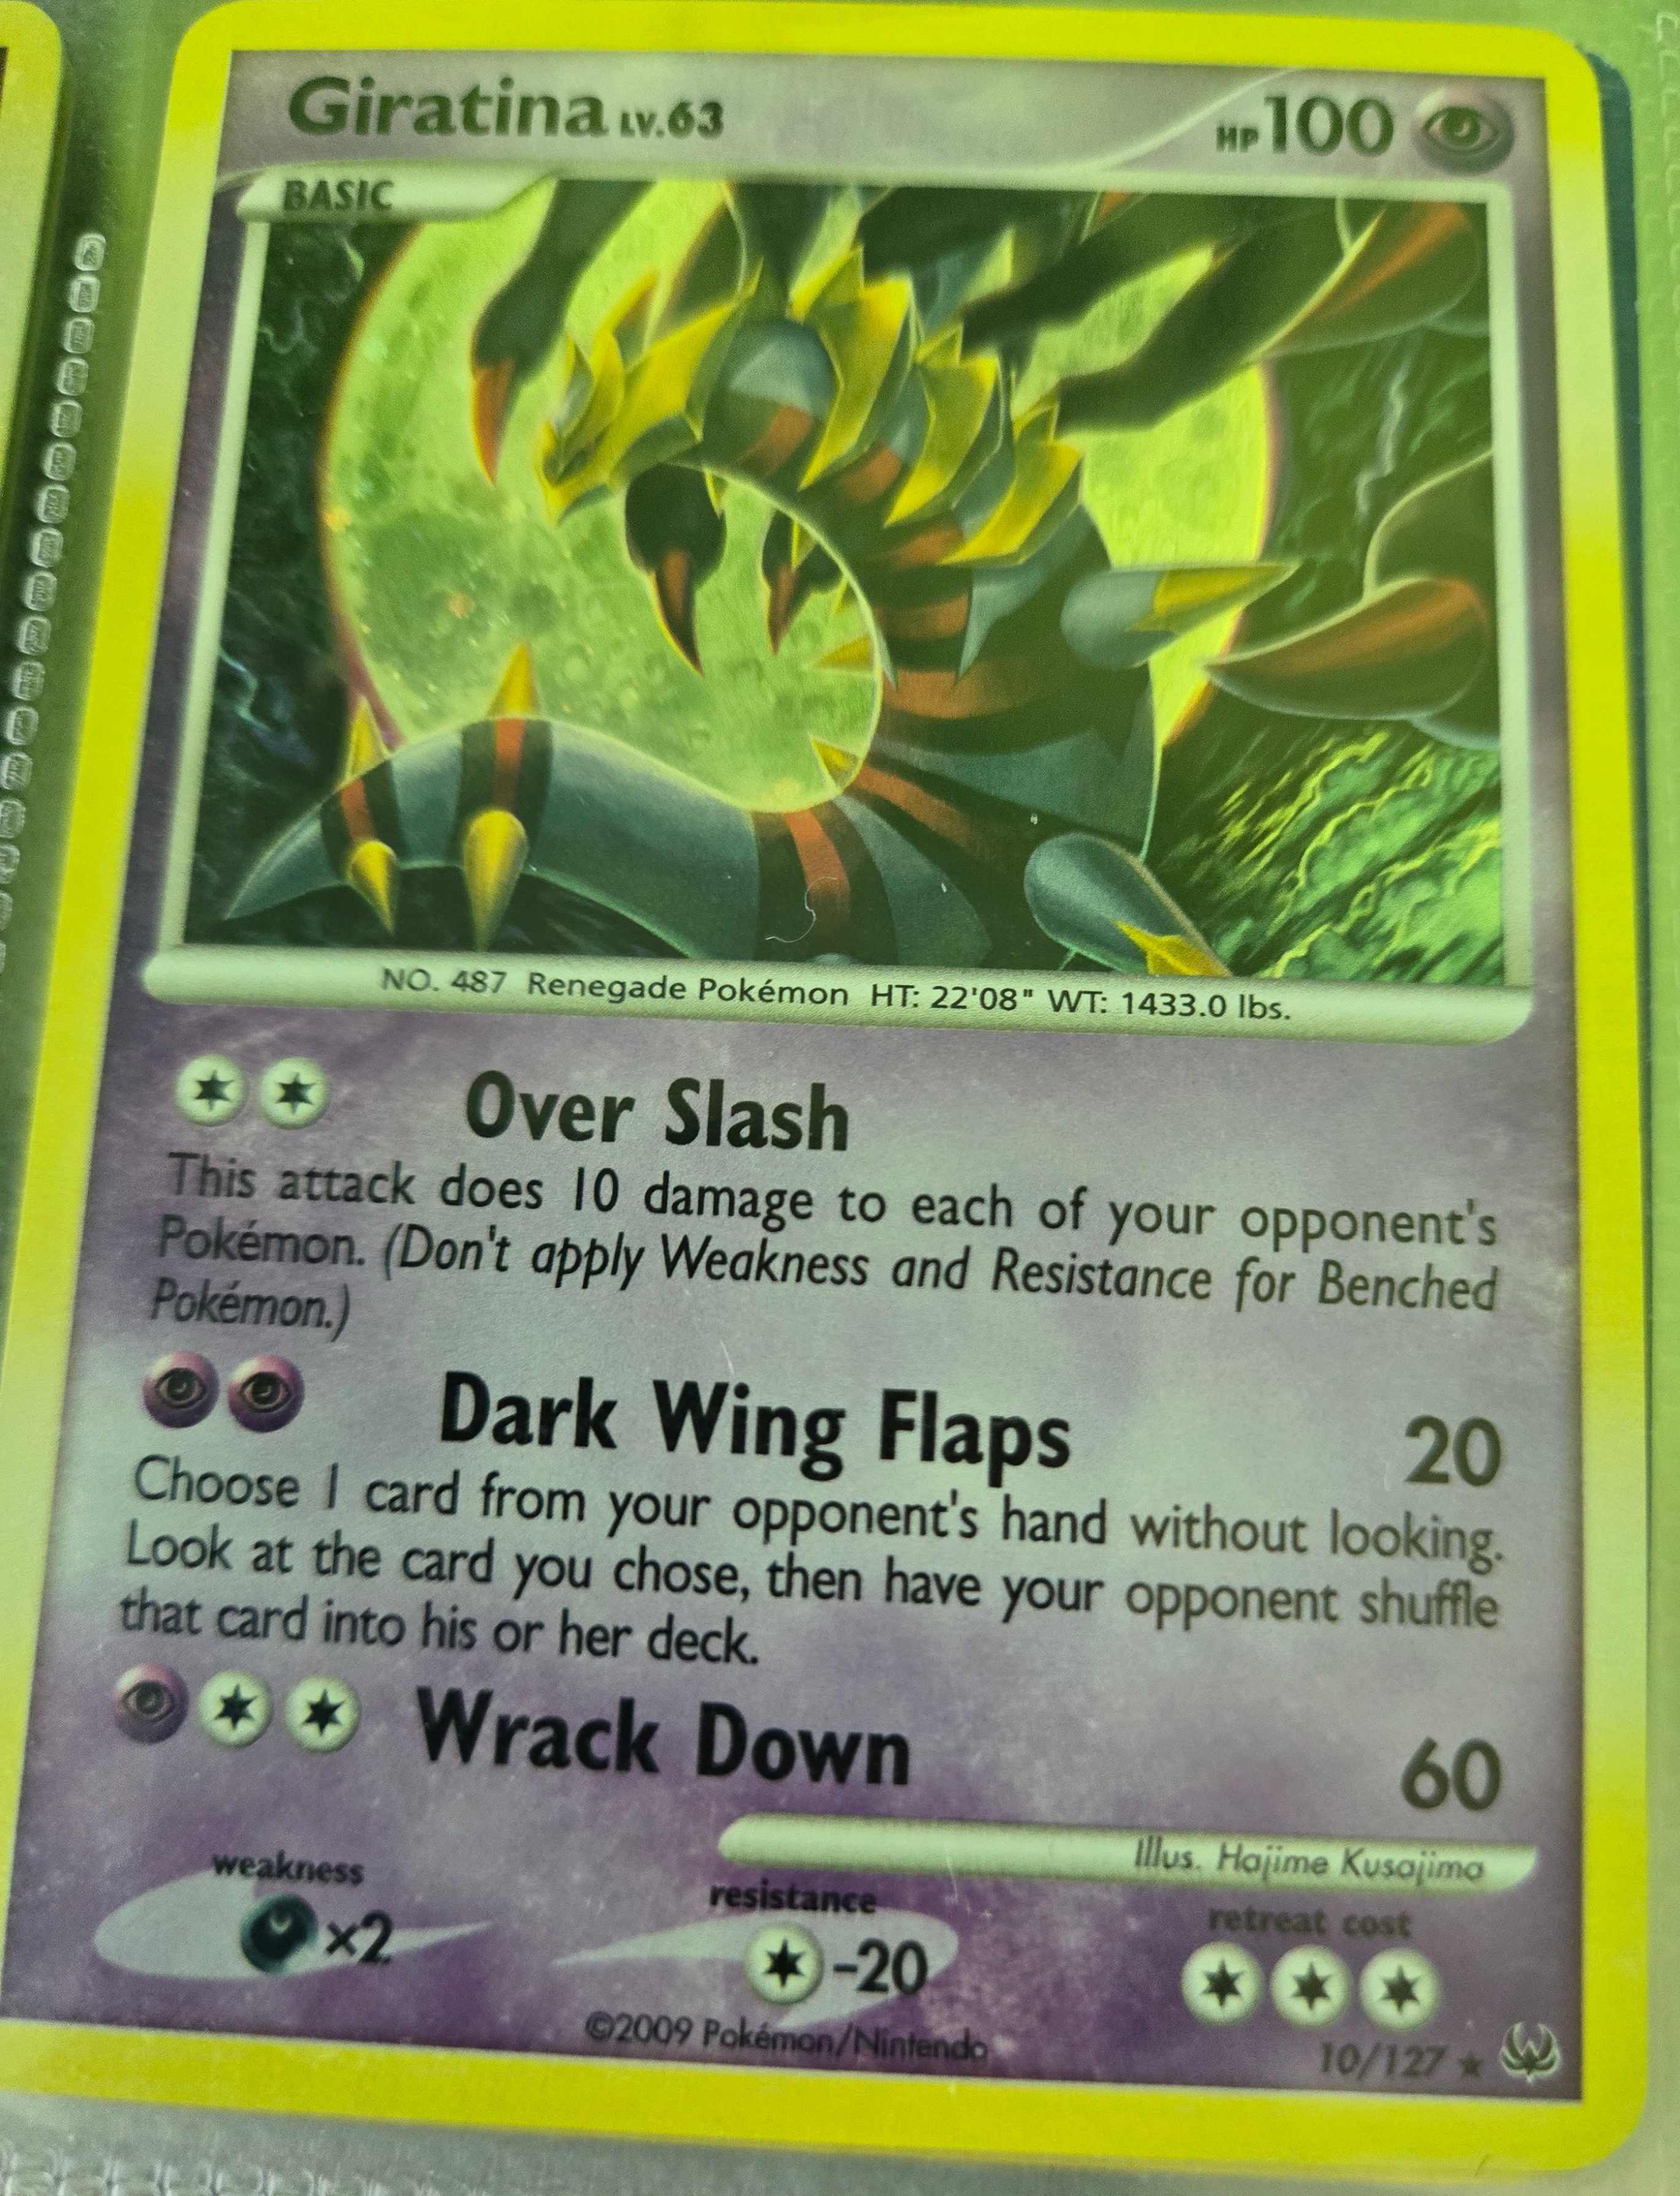 Giratina LV.63 HP 100
BASIC
NO. 487 Renegade Pokémon HT: 22'08" WT: 1433.0 lbs.
Over Slash
This attack does 10 damage to each of your opponent's
Pokémon. (Don't apply Weakness and Resistance for Benched
Pokémon.)
Dark Wing Flaps 20
Choose 1 card from your opponent's hand without looking.
Look at the card you chose, then have your opponent shuffle
that card into his or her deck.
Wrack Down 60
Illus. Hajime Kusajima
weakness resistance retreat cost
×2 -20
©2009 Pokémon/Nintendo
10/127